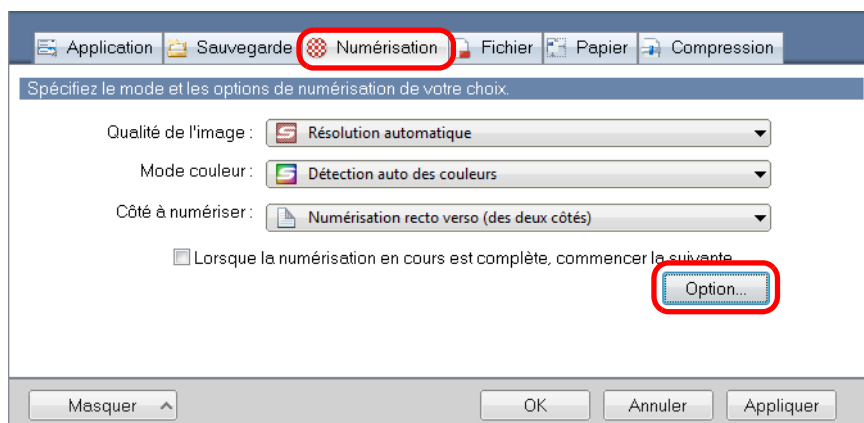 Application Sauvegarde Numérisation Fichier Papier Compression
Spécifiez le mode et les options de numérisation de votre choix.
Qualité de l'image : Résolution automatique
Mode couleur : Détection auto des couleurs
Côté à numériser : Numérisation recto verso (des deux côtés)
Lorsque la numérisation en cours est complète, commencer la suivante
Option...
Masquer OK Annuler Appliquer